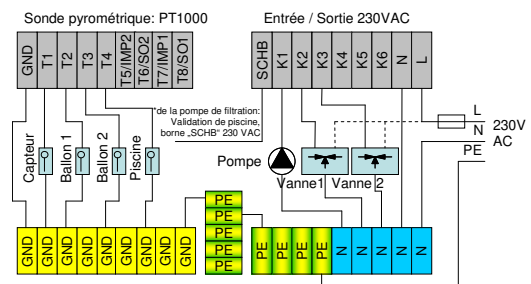 Sonde pyrométrique: PT1000
Entrée / Sortie 230VAC
GND
T1
T2
T3
T4
T5/IMP2
T6/SO2
T7/IMP1
T8/SO1
SCHB
K1
K2
K3
K4
K5
K6
N
L
*de la pompe de filtration:
Validation de piscine,
borne „SCHB“ 230 VAC
L
N
PE
230V
AC
Capteur
Ballon 1
Ballon 2
Piscine
Pompe
Vanne1
Vanne 2
GND
GND
GND
GND
GND
GND
GND
GND
GND
PE
PE
PE
PE
PE
PE
PE
PE
PE
N
N
N
N
N